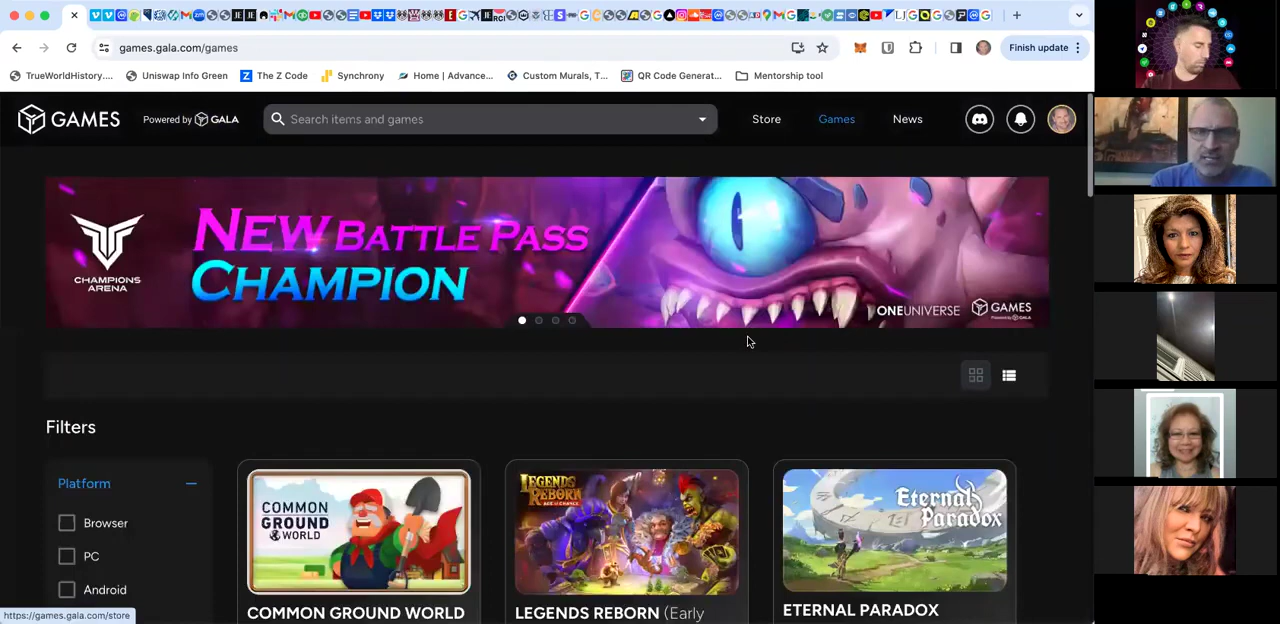 games.gala.com/games
Finish update
TrueWorldHistory....
Uniswap Info Green
The Z Code
Synchrony
Home | Advance...
Custom Murals, T...
QR Code Generat...
Mentorship tool
GAMES
Powered by GALA
Search items and games
Store
Games
News
CHAMPIONS
ARENA
NEW BATTLE PASS
CHAMPION
ONEUNIVERSE
GAMES
Filters
Platform
Browser
PC
Android
COMMON
GROUND
WORLD
COMMON GROUND WORLD
LEGENDS
REBORN
LEGENDS REBORN (Early
Eternal
Paradox
ETERNAL PARADOX
https://games.gala.com/store